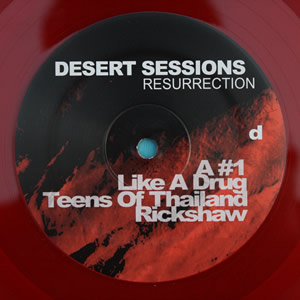 DESERT SESSIONS
RESURRECTION
d
A #1
Like A Drug
Teens Of Thailand
Rickshaw